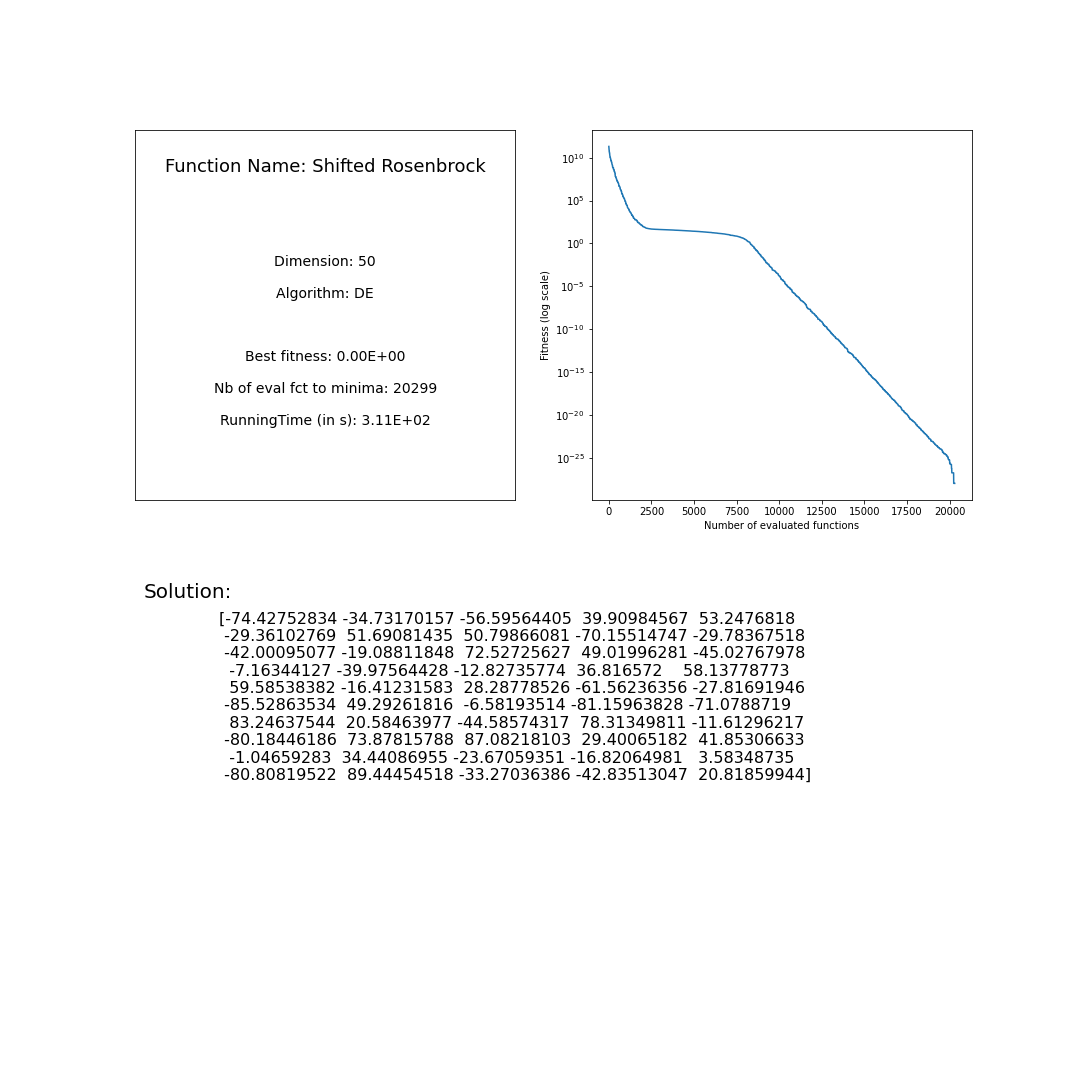 Function Name: Shifted Rosenbrock
Dimension: 50
Algorithm: DE
Best fitness: 0.00E+00
Nb of eval fct to minima: 20299
RunningTime (in s): 3.11E+02
Fitness (log scale)
10^10
10^5
10^0
10^-5
10^-10
10^-15
10^-20
10^-25
0 2500 5000 7500 10000 12500 15000 17500 20000
Number of evaluated functions
Solution:
[-74.42752834 -34.73170157 -56.59564405 39.90984567 53.2476818
-29.36102769 51.69081435 50.79866081 -70.15514747 -29.78367518
-42.00095077 -19.08811848 72.52725627 49.01996281 -45.02767978
-7.16344127 -39.97564428 -12.82735774 36.816572 58.13778773
59.58538382 -16.41231583 28.28778526 -61.56236356 -27.81691946
-85.52863534 49.29261816 -6.58193514 -81.15963828 -71.0788719
83.24637544 20.58463977 -44.58574317 78.31349811 -11.61296217
-80.18446186 73.87815788 87.08218103 29.40065182 41.85306633
-1.04659283 34.44086955 -23.67059351 -16.82064981 3.58348735
-80.80819522 89.44454518 -33.27036386 -42.83513047 20.81859944]